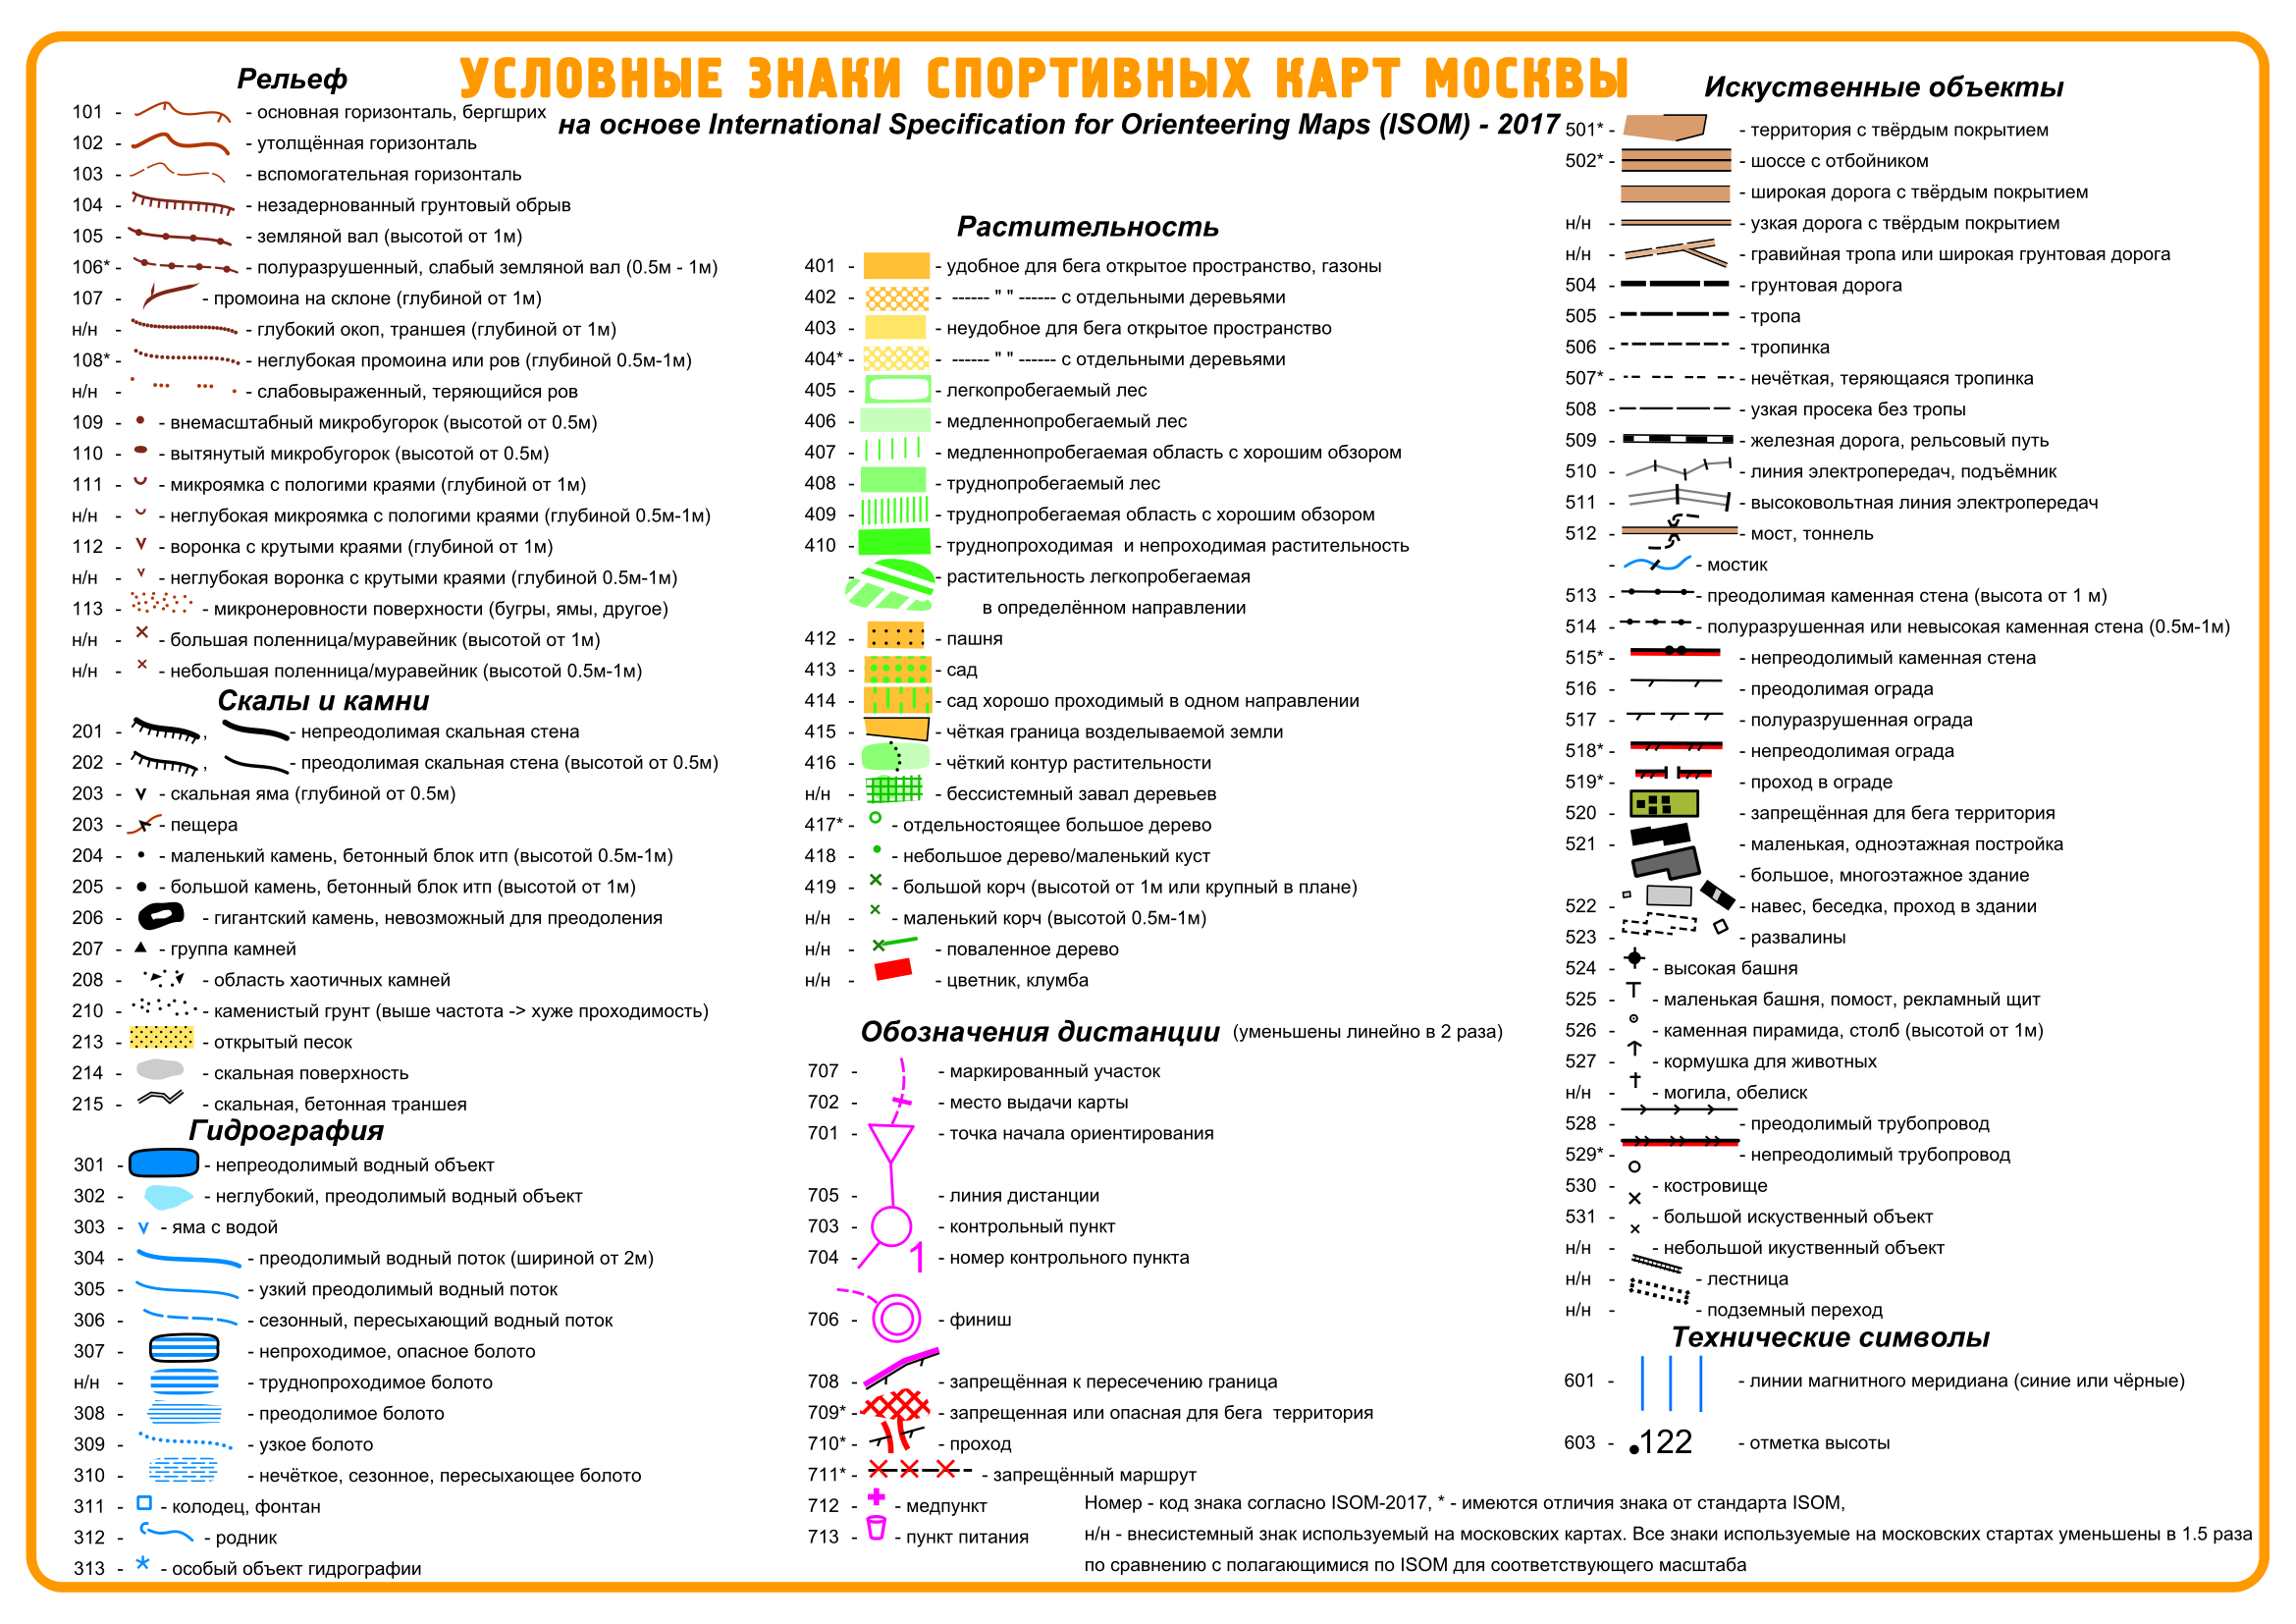 УСЛОВНЫЕ ЗНАКИ СПОРТИВНЫХ КАРТ МОСКВЫ
на основе International Specification for Orienteering Maps (ISOM) - 2017
Рельеф
101 - - основная горизонталь, бергшрих
102 - - утолщённая горизонталь
103 - - вспомогательная горизонталь
104 - - незадернованный грунтовый обрыв
105 - - земляной вал (высотой от 1м)
106* - - полуразрушенный, слабый земляной вал (0.5м - 1м)
107 - - промоина на склоне (глубиной от 1м)
н/н - - глубокий окоп, траншея (глубиной от 1м)
108* - - неглубокая промоина или ров (глубиной 0.5м-1м)
н/н - - слабовыраженный, теряющийся ров
109 - - внемасштабный микробугорок (высотой от 0.5м)
110 - - вытянутый микробугорок (высотой от 0.5м)
111 - - микроямка с пологими краями (глубиной от 1м)
н/н - - неглубокая микроямка с пологими краями (глубиной 0.5м-1м)
112 - - воронка с крутыми краями (глубиной от 1м)
н/н - - неглубокая воронка с крутыми краями (глубиной 0.5м-1м)
113 - - микронеровности поверхности (бугры, ямы, другое)
н/н - - большая поленница/муравейник (высотой от 1м)
н/н - - небольшая поленница/муравейник (высотой 0.5м-1м)
Скалы и камни
201 - , - непреодолимая скальная стена
202 - , - преодолимая скальная стена (высотой от 0.5м)
203 - - скальная яма (глубиной от 0.5м)
203 - - пещера
204 - - маленький камень, бетонный блок итп (высотой 0.5м-1м)
205 - - большой камень, бетонный блок итп (высотой от 1м)
206 - - гигантский камень, невозможный для преодоления
207 - - группа камней
208 - - область хаотичных камней
210 - - каменистый грунт (выше частота -> хуже проходимость)
213 - - открытый песок
214 - - скальная поверхность
215 - - скальная, бетонная траншея
Гидрография
301 - - непреодолимый водный объект
302 - - неглубокий, преодолимый водный объект
303 - - яма с водой
304 - - преодолимый водный поток (шириной от 2м)
305 - - узкий преодолимый водный поток
306 - - сезонный, пересыхающий водный поток
307 - - непроходимое, опасное болото
н/н - - труднопроходимое болото
308 - - преодолимое болото
309 - - узкое болото
310 - - нечёткое, сезонное, пересыхающее болото
311 - - колодец, фонтан
312 - - родник
313 - - особый объект гидрографии
Растительность
401 - - удобное для бега открытое пространство, газоны
402 - - ------ " " ------ с отдельными деревьями
403 - - неудобное для бега открытое пространство
404* - - ------ " " ------ с отдельными деревьями
405 - - легкопробегаемый лес
406 - - медленнопробегаемый лес
407 - - медленнопробегаемая область с хорошим обзором
408 - - труднопробегаемый лес
409 - - труднопробегаемая область с хорошим обзором
410 - - труднопроходимая и непроходимая растительность
- - растительность легкопробегаемая
в определённом направлении
412 - - пашня
413 - - сад
414 - - сад хорошо проходимый в одном направлении
415 - - чёткая граница возделываемой земли
416 - - чёткий контур растительности
н/н - - бессистемный завал деревьев
417* - - отдельностоящее большое дерево
418 - - небольшое дерево/маленький куст
419 - - большой корч (высотой от 1м или крупный в плане)
н/н - - маленький корч (высотой 0.5м-1м)
н/н - - поваленное дерево
н/н - - цветник, клумба
Обозначения дистанции (уменьшены линейно в 2 раза)
707 - - маркированный участок
702 - - место выдачи карты
701 - - точка начала ориентирования
705 - - линия дистанции
703 - - контрольный пункт
704 - 1 - номер контрольного пункта
706 - - финиш
708 - - запрещённая к пересечению граница
709* - - запрещенная или опасная для бега территория
710* - - проход
711* - - запрещённый маршрут
712 - - медпункт
713 - - пункт питания
Искуственные объекты
501* - - территория с твёрдым покрытием
502* - - шоссе с отбойником
- широкая дорога с твёрдым покрытием
н/н - - узкая дорога с твёрдым покрытием
н/н - - гравийная тропа или широкая грунтовая дорога
504 - - грунтовая дорога
505 - - тропа
506 - - тропинка
507* - - нечёткая, теряющаяся тропинка
508 - - узкая просека без тропы
509 - - железная дорога, рельсовый путь
510 - - линия электропередач, подъёмник
511 - - высоковольтная линия электропередач
512 - - мост, тоннель
- - мостик
513 - - преодолимая каменная стена (высота от 1 м)
514 - - полуразрушенная или невысокая каменная стена (0.5м-1м)
515* - - непреодолимый каменная стена
516 - - преодолимая ограда
517 - - полуразрушенная ограда
518* - - непреодолимая ограда
519* - - проход в ограде
520 - - запрещённая для бега территория
521 - - маленькая, одноэтажная постройка
- большое, многоэтажное здание
522 - - навес, беседка, проход в здании
523 - - развалины
524 - - высокая башня
525 - - маленькая башня, помост, рекламный щит
526 - - каменная пирамида, столб (высотой от 1м)
527 - - кормушка для животных
н/н - - могила, обелиск
528 - - преодолимый трубопровод
529* - - непреодолимый трубопровод
530 - - костровище
531 - - большой искуственный объект
н/н - - небольшой икуственный объект
н/н - - лестница
н/н - - подземный переход
Технические символы
601 - - линии магнитного меридиана (синие или чёрные)
603 - .122 - отметка высоты
Номер - код знака согласно ISOM-2017, * - имеются отличия знака от стандарта ISOM,
н/н - внесистемный знак используемый на московских картах. Все знаки используемые на московских стартах уменьшены в 1.5 раза
по сравнению с полагающимися по ISOM для соответствующего масштаба